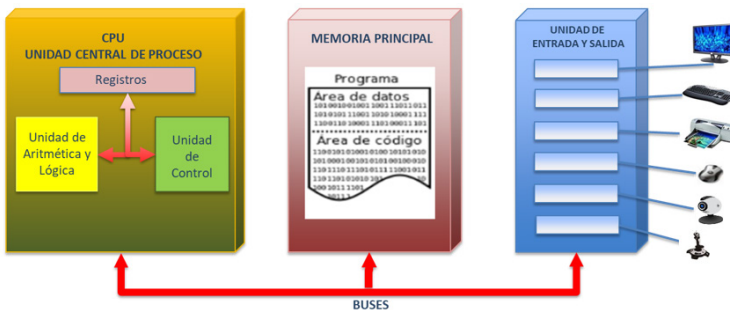 CPU
UNIDAD CENTRAL DE PROCESO
Registros
Unidad de
Aritmética y
Lógica
Unidad
de
Control
MEMORIA PRINCIPAL
Programa
Área de datos
Área de código
UNIDAD DE
ENTRADA Y SALIDA
BUSES